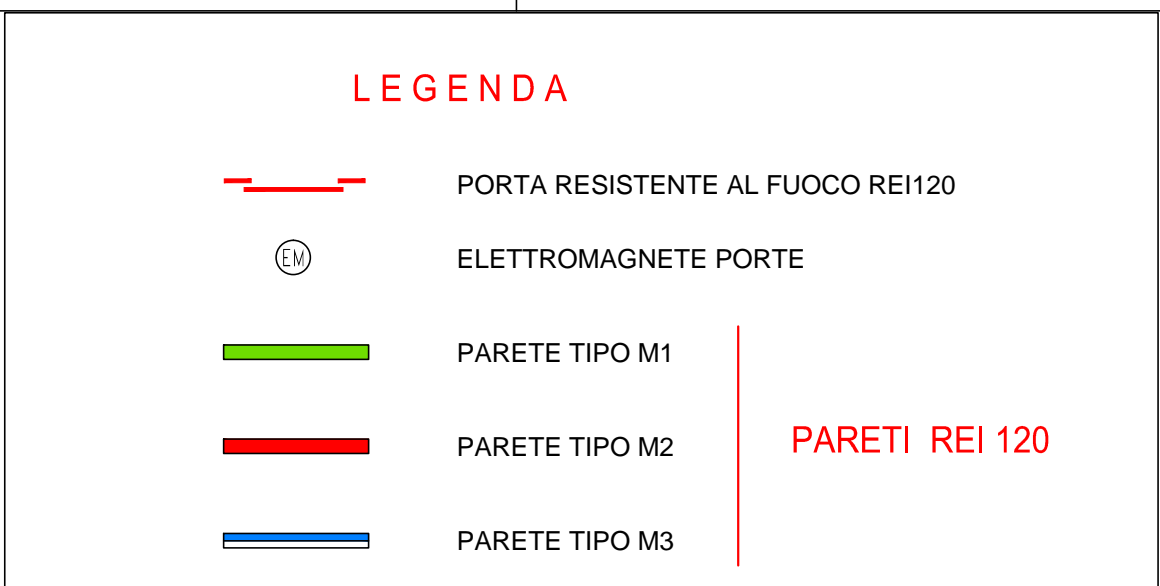 LEGENDA
PORTA RESISTENTE AL FUOCO REI120
EM
ELETTROMAGNETE PORTE
PARETE TIPO M1
PARETE TIPO M2
PARETI REI 120
PARETE TIPO M3